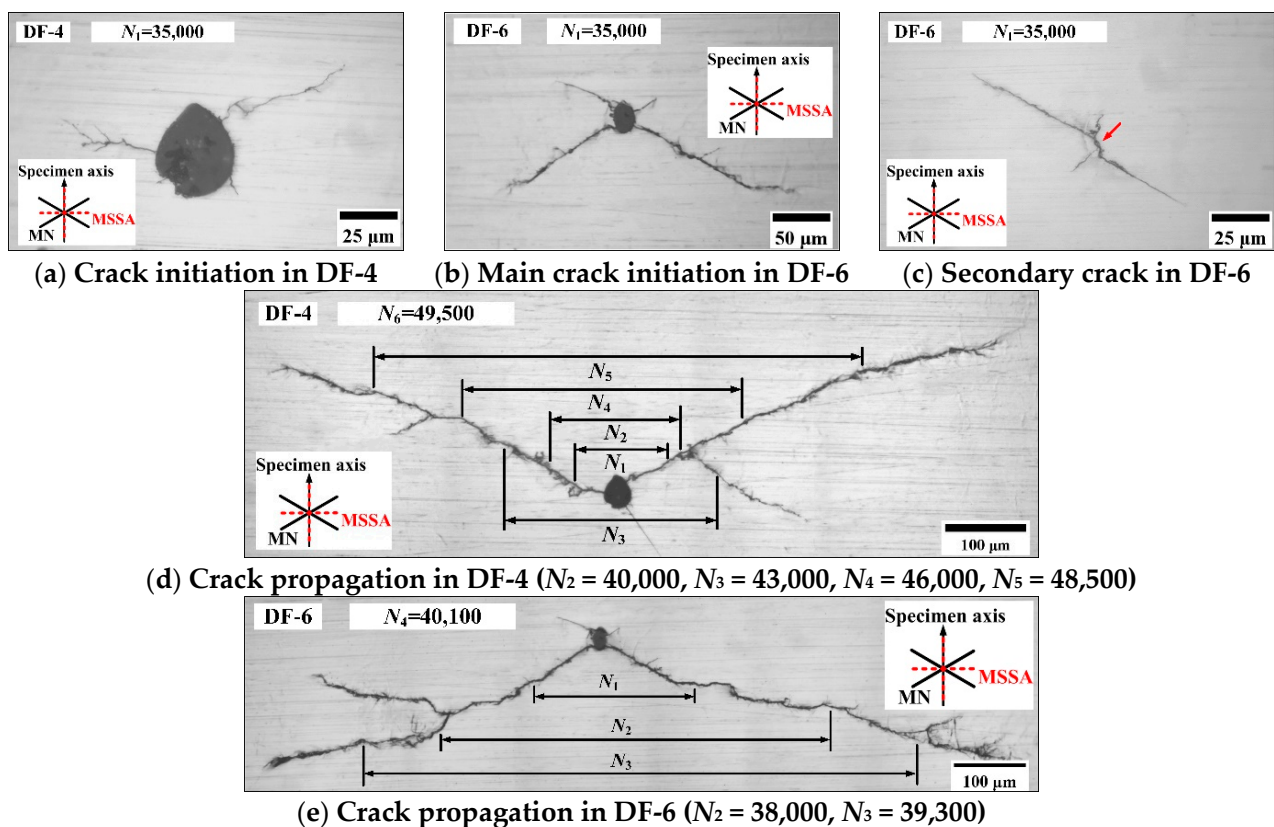 DF-4 N₁=35,000
Specimen axis
MSSA
MN
25 μm
(a) Crack initiation in DF-4
DF-6 N₁=35,000
Specimen axis
MSSA
MN
50 μm
(b) Main crack initiation in DF-6
DF-6 N₁=35,000
Specimen axis
MSSA
MN
25 μm
(c) Secondary crack in DF-6
DF-4 N₆=49,500
N₅
N₄
N₂
N₁
N₃
Specimen axis
MSSA
MN
100 μm
(d) Crack propagation in DF-4 (N₂ = 40,000, N₃ = 43,000, N₄ = 46,000, N₅ = 48,500)
DF-6 N₄=40,100
N₁
N₂
N₃
Specimen axis
MSSA
MN
100 μm
(e) Crack propagation in DF-6 (N₂ = 38,000, N₃ = 39,300)